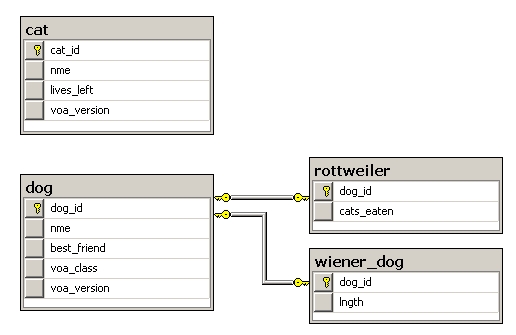 cat
cat_id
nme
lives_left
voa_version
dog
dog_id
nme
best_friend
voa_class
voa_version
rottweiler
dog_id
cats_eaten
wiener_dog
dog_id
lngth